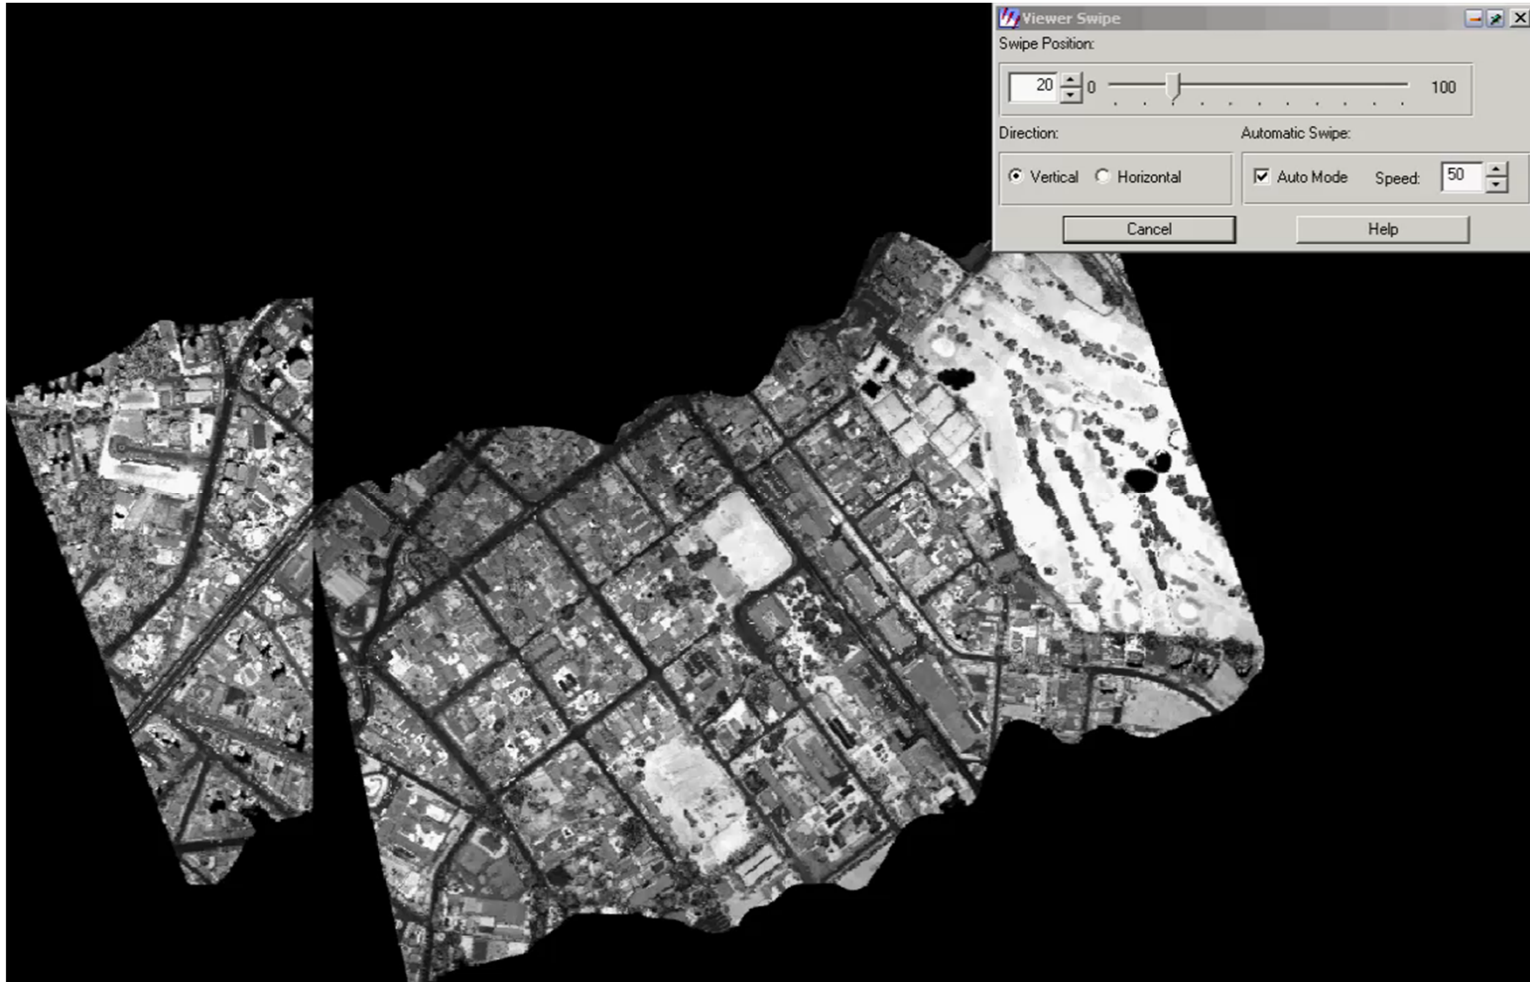 Viewer Swipe
Swipe Position:
20 0 100
Direction: Automatic Swipe:
Vertical Horizontal Auto Mode Speed: 50
Cancel Help